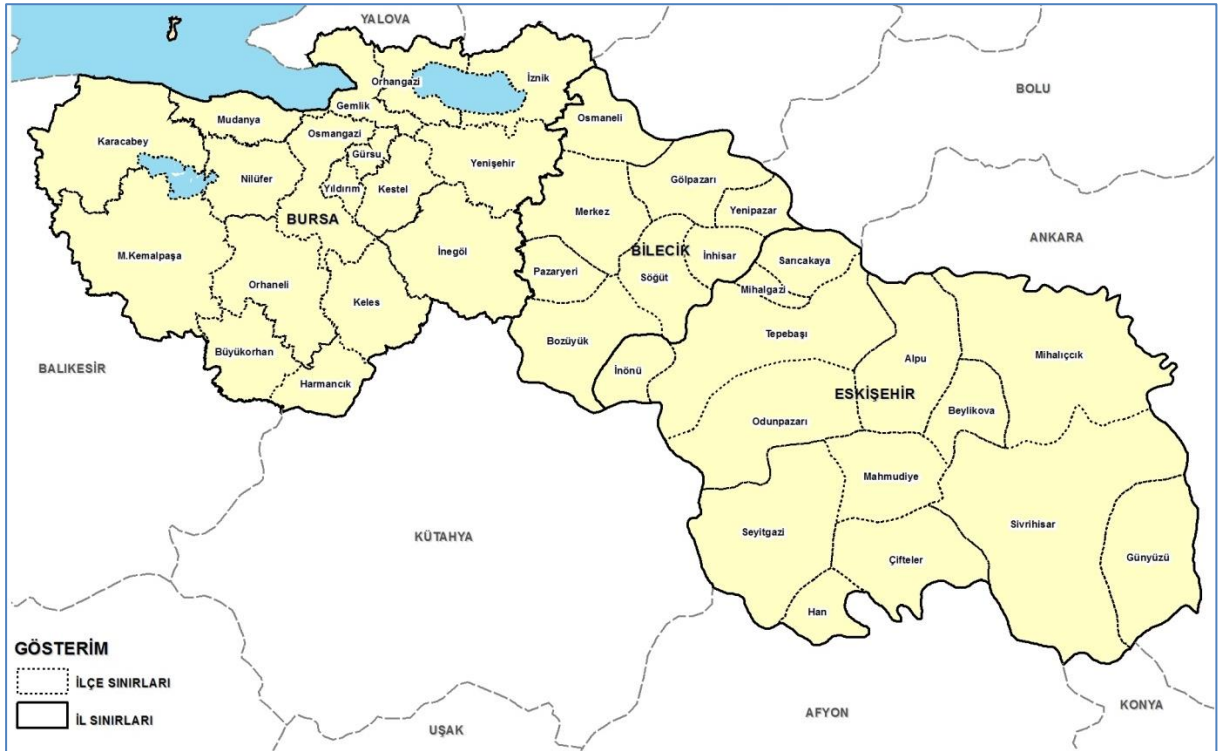 YALOVA
BOLU
ANKARA
Orhangazi
İznik
Gemlik
Osmaneli
Mudanya
Osmangazi
Karacabey
Gürsu
Yenişehir
Nilüfer
Yıldırım
Kestel
Gölpazarı
Merkez
Yenipazar
BURSA
İnegöl
BİLECİK
İnhisar
M.Kemalpaşa
Pazaryeri
Söğüt
Sarıcakaya
Orhaneli
Keles
Mihalgazi
Tepebaşı
Bozüyük
Büyükorhan
Alpu
Mihalıçcık
BALIKESİR
İnönü
Harmancık
ESKİŞEHİR
Beylikova
Odunpazarı
Mahmudiye
Sivrihisar
KÜTAHYA
Seyitgazi
Çifteler
Günyüzü
Han
GÖSTERİM
İLÇE SINIRLARI
İL SINIRLARI
UŞAK
AFYON
KONYA